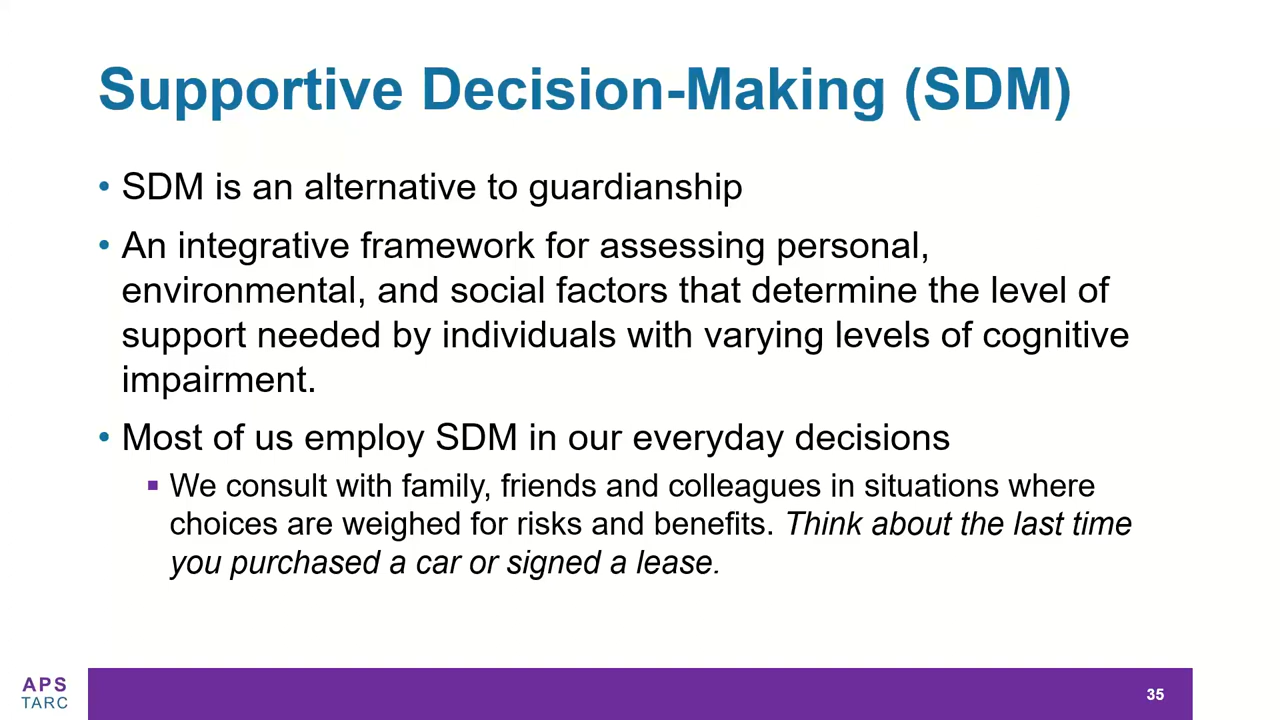 Supportive Decision-Making (SDM)
• SDM is an alternative to guardianship
• An integrative framework for assessing personal,
environmental, and social factors that determine the level of
support needed by individuals with varying levels of cognitive
impairment.
• Most of us employ SDM in our everyday decisions
▪ We consult with family, friends and colleagues in situations where
choices are weighed for risks and benefits. Think about the last time
you purchased a car or signed a lease.
APS
TARC
35